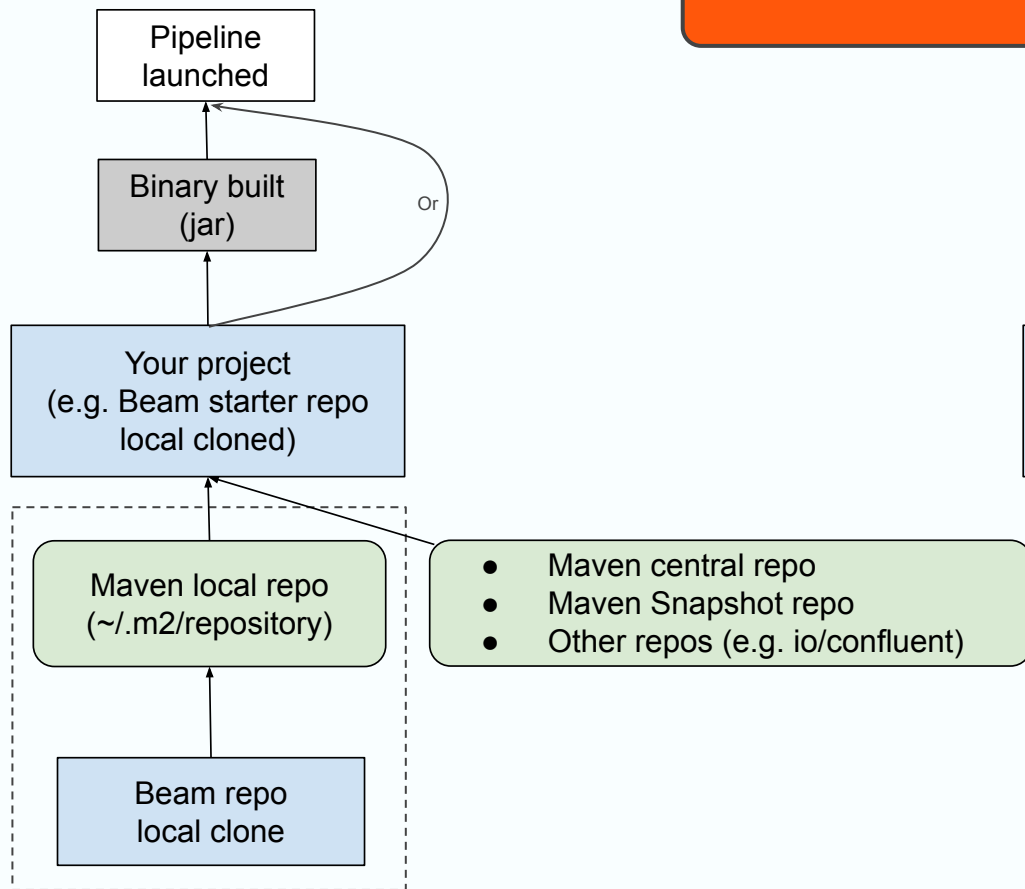 Pipeline
launched
Binary built
(jar)
Or
Your project
(e.g. Beam starter repo
local cloned)
Maven local repo
(~/.m2/repository)
● Maven central repo
● Maven Snapshot repo
● Other repos (e.g. io/confluent)
Beam repo
local clone